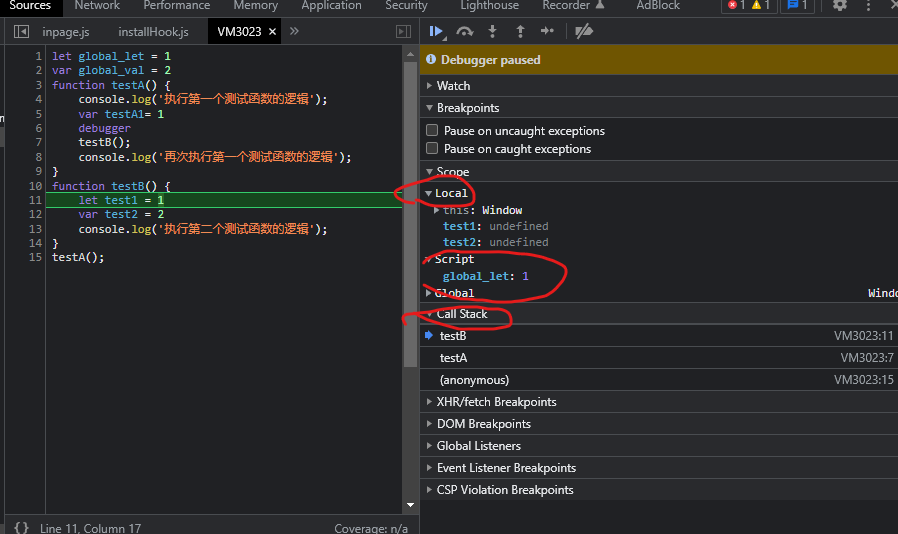 Sources Network Performance Memory Application Security Lighthouse Recorder AdBlock 1 1 1
inpage.js installHook.js VM3023 × »
Debugger paused
1 let global_let = 1
2 var global_val = 2
3 function testA() {
4 console.log('执行第一个测试函数的逻辑');
5 var testA1= 1
6 debugger
7 testB();
8 console.log('再次执行第一个测试函数的逻辑');
9 }
10 function testB() {
11 let test1 = 1
12 var test2 = 2
13 console.log('执行第二个测试函数的逻辑');
14 }
15 testA();
Watch
Breakpoints
Pause on uncaught exceptions
Pause on caught exceptions
Scope
Local
this: Window
test1: undefined
test2: undefined
Script
global_let: 1
Global
Call Stack
testB VM3023:11
testA VM3023:7
(anonymous) VM3023:15
XHR/fetch Breakpoints
DOM Breakpoints
Global Listeners
Event Listener Breakpoints
CSP Violation Breakpoints
{} Line 11, Column 17 Coverage: n/a